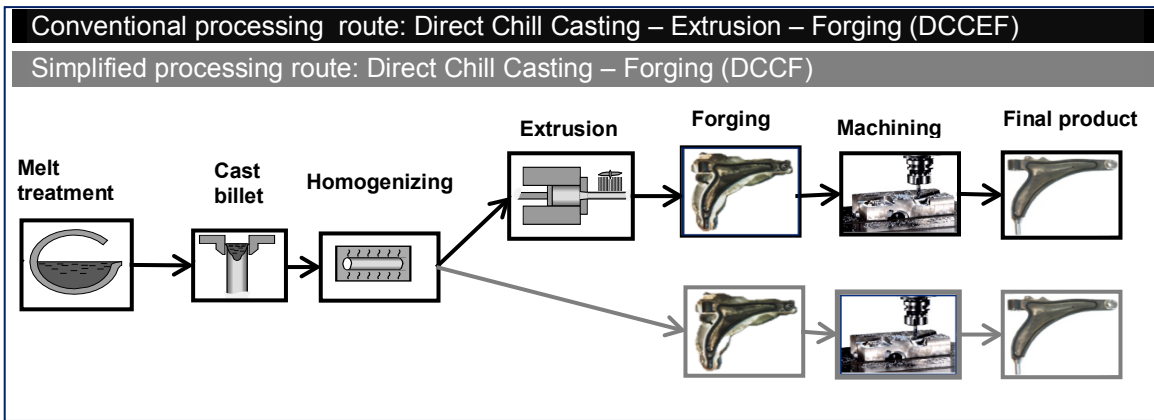 Conventional processing route: Direct Chill Casting – Extrusion – Forging (DCCEF)
Simplified processing route: Direct Chill Casting – Forging (DCCF)
Melt
treatment
Cast
billet
Homogenizing
Extrusion
Forging
Machining
Final product